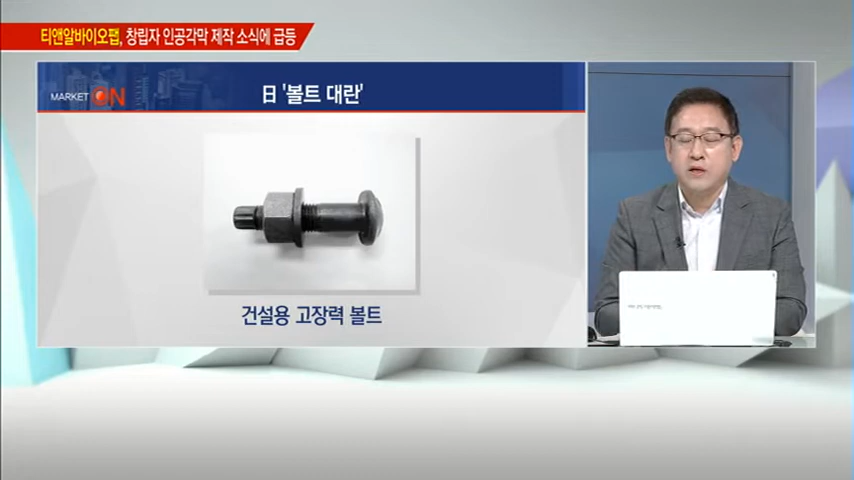 티앤알바이오팹, 창립자 인공각막 제작 소식에 급등
MARKET ON
日 '볼트 대란'
건설용 고장력 볼트